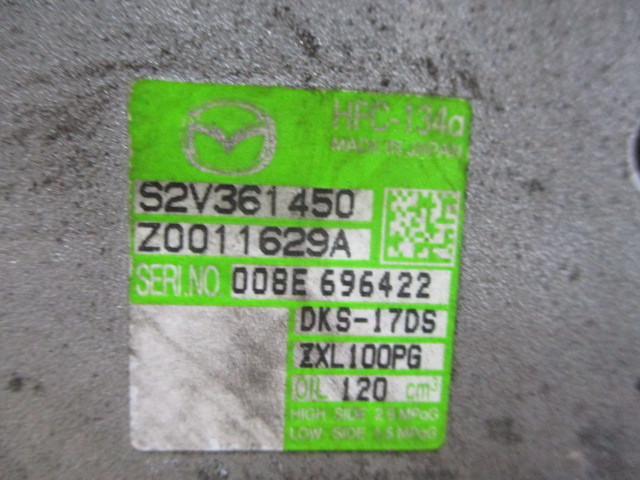 HFC-134a
MADE IN JAPAN
S2V361450
Z0011629A
SERI.NO 008E 696422
DKS-17DS
ZXL100PG
OIL 120 cm³
HIGH SIDE 2.9 MPaG
LOW SIDE 1.5 MPaG